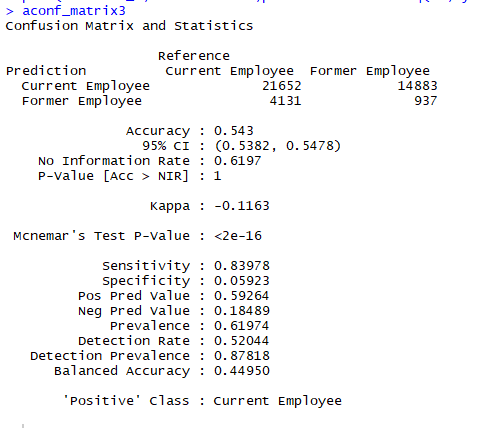 > aconf_matrix3
Confusion Matrix and Statistics
Reference
Prediction Current Employee Former Employee
Current Employee 21652 14883
Former Employee 4131 937
Accuracy : 0.543
95% CI : (0.5382, 0.5478)
No Information Rate : 0.6197
P-Value [Acc > NIR] : 1
Kappa : -0.1163
Mcnemar's Test P-Value : <2e-16
Sensitivity : 0.83978
Specificity : 0.05923
Pos Pred Value : 0.59264
Neg Pred Value : 0.18489
Prevalence : 0.61974
Detection Rate : 0.52044
Detection Prevalence : 0.87818
Balanced Accuracy : 0.44950
'Positive' Class : Current Employee